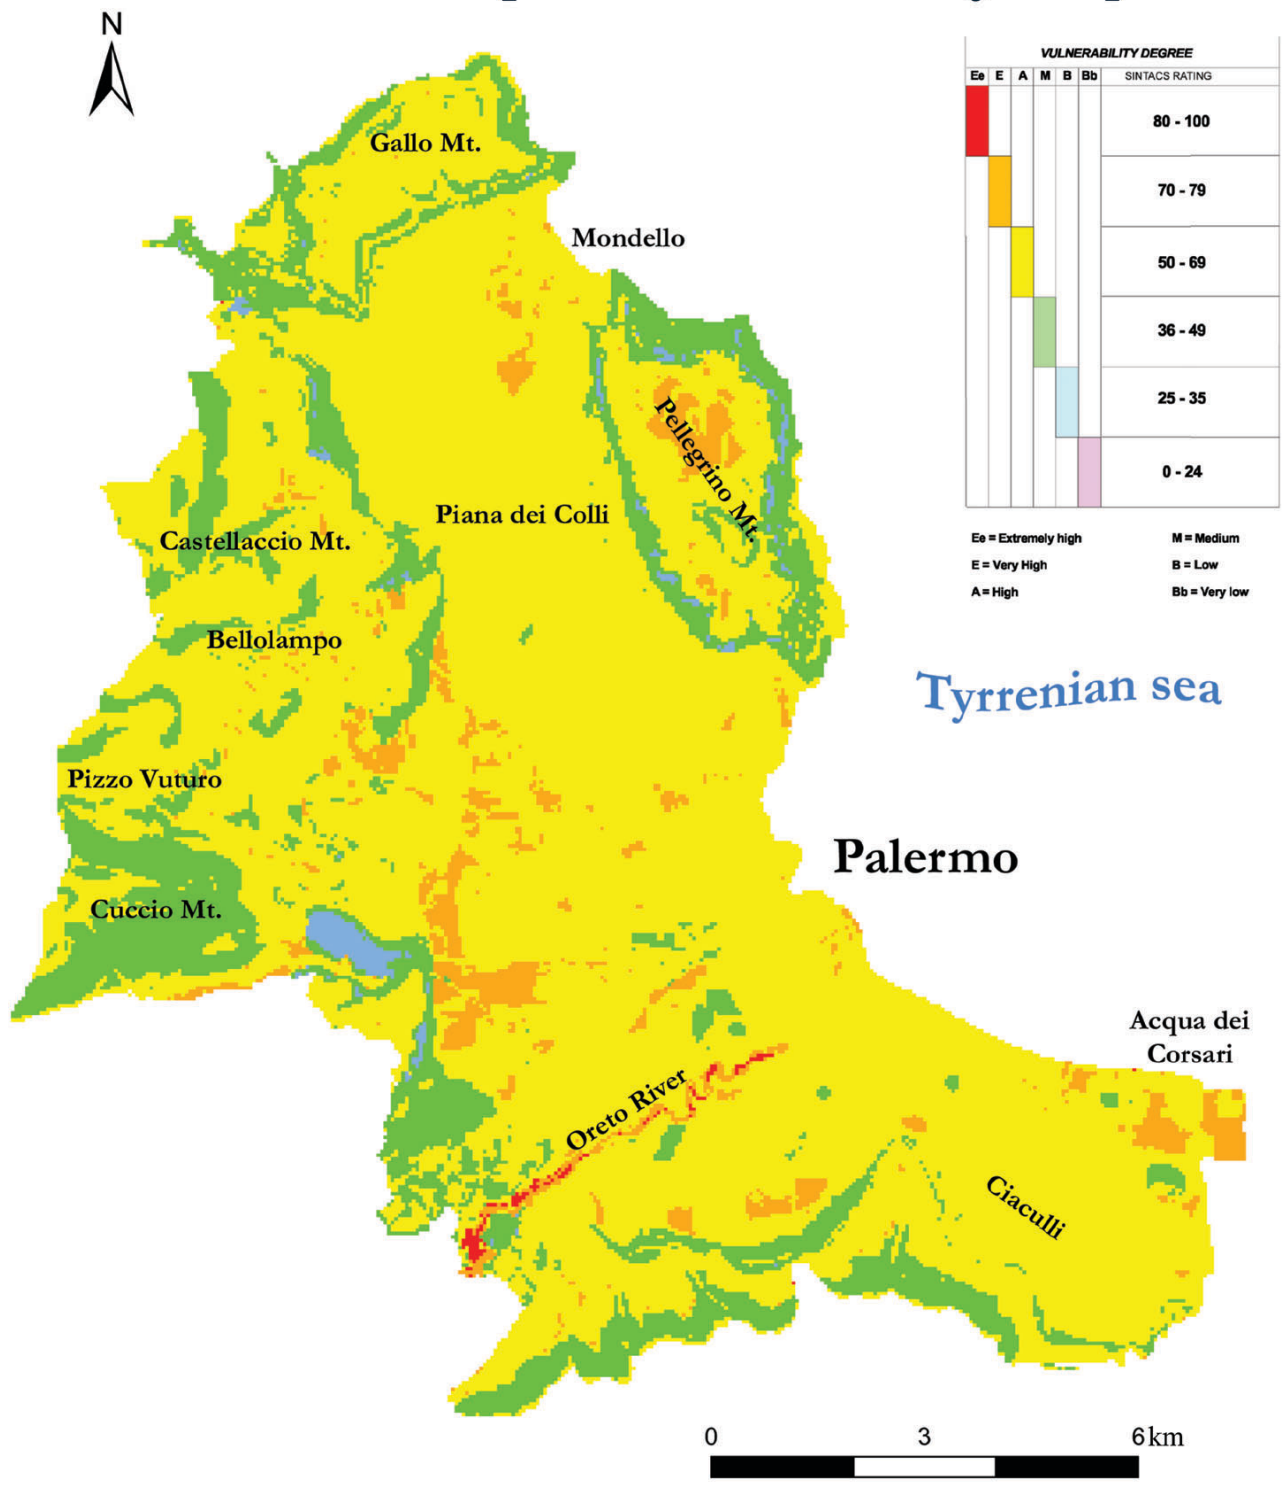 N
VULNERABILITY DEGREE
Ee E A M B Bb SINTACS RATING
80 - 100
70 - 79
50 - 69
36 - 49
25 - 35
0 - 24
Ee = Extremely high
M = Medium
E = Very High
B = Low
A = High
Bb = Very low
Gallo Mt.
Mondello
Pellegrino Mt.
Piana dei Colli
Castellaccio Mt.
Bellolampo
Tyrrenian sea
Pizzo Vuturo
Palermo
Cuccio Mt.
Acqua dei
Corsari
Oreto River
Ciaculli
0 3 6 km